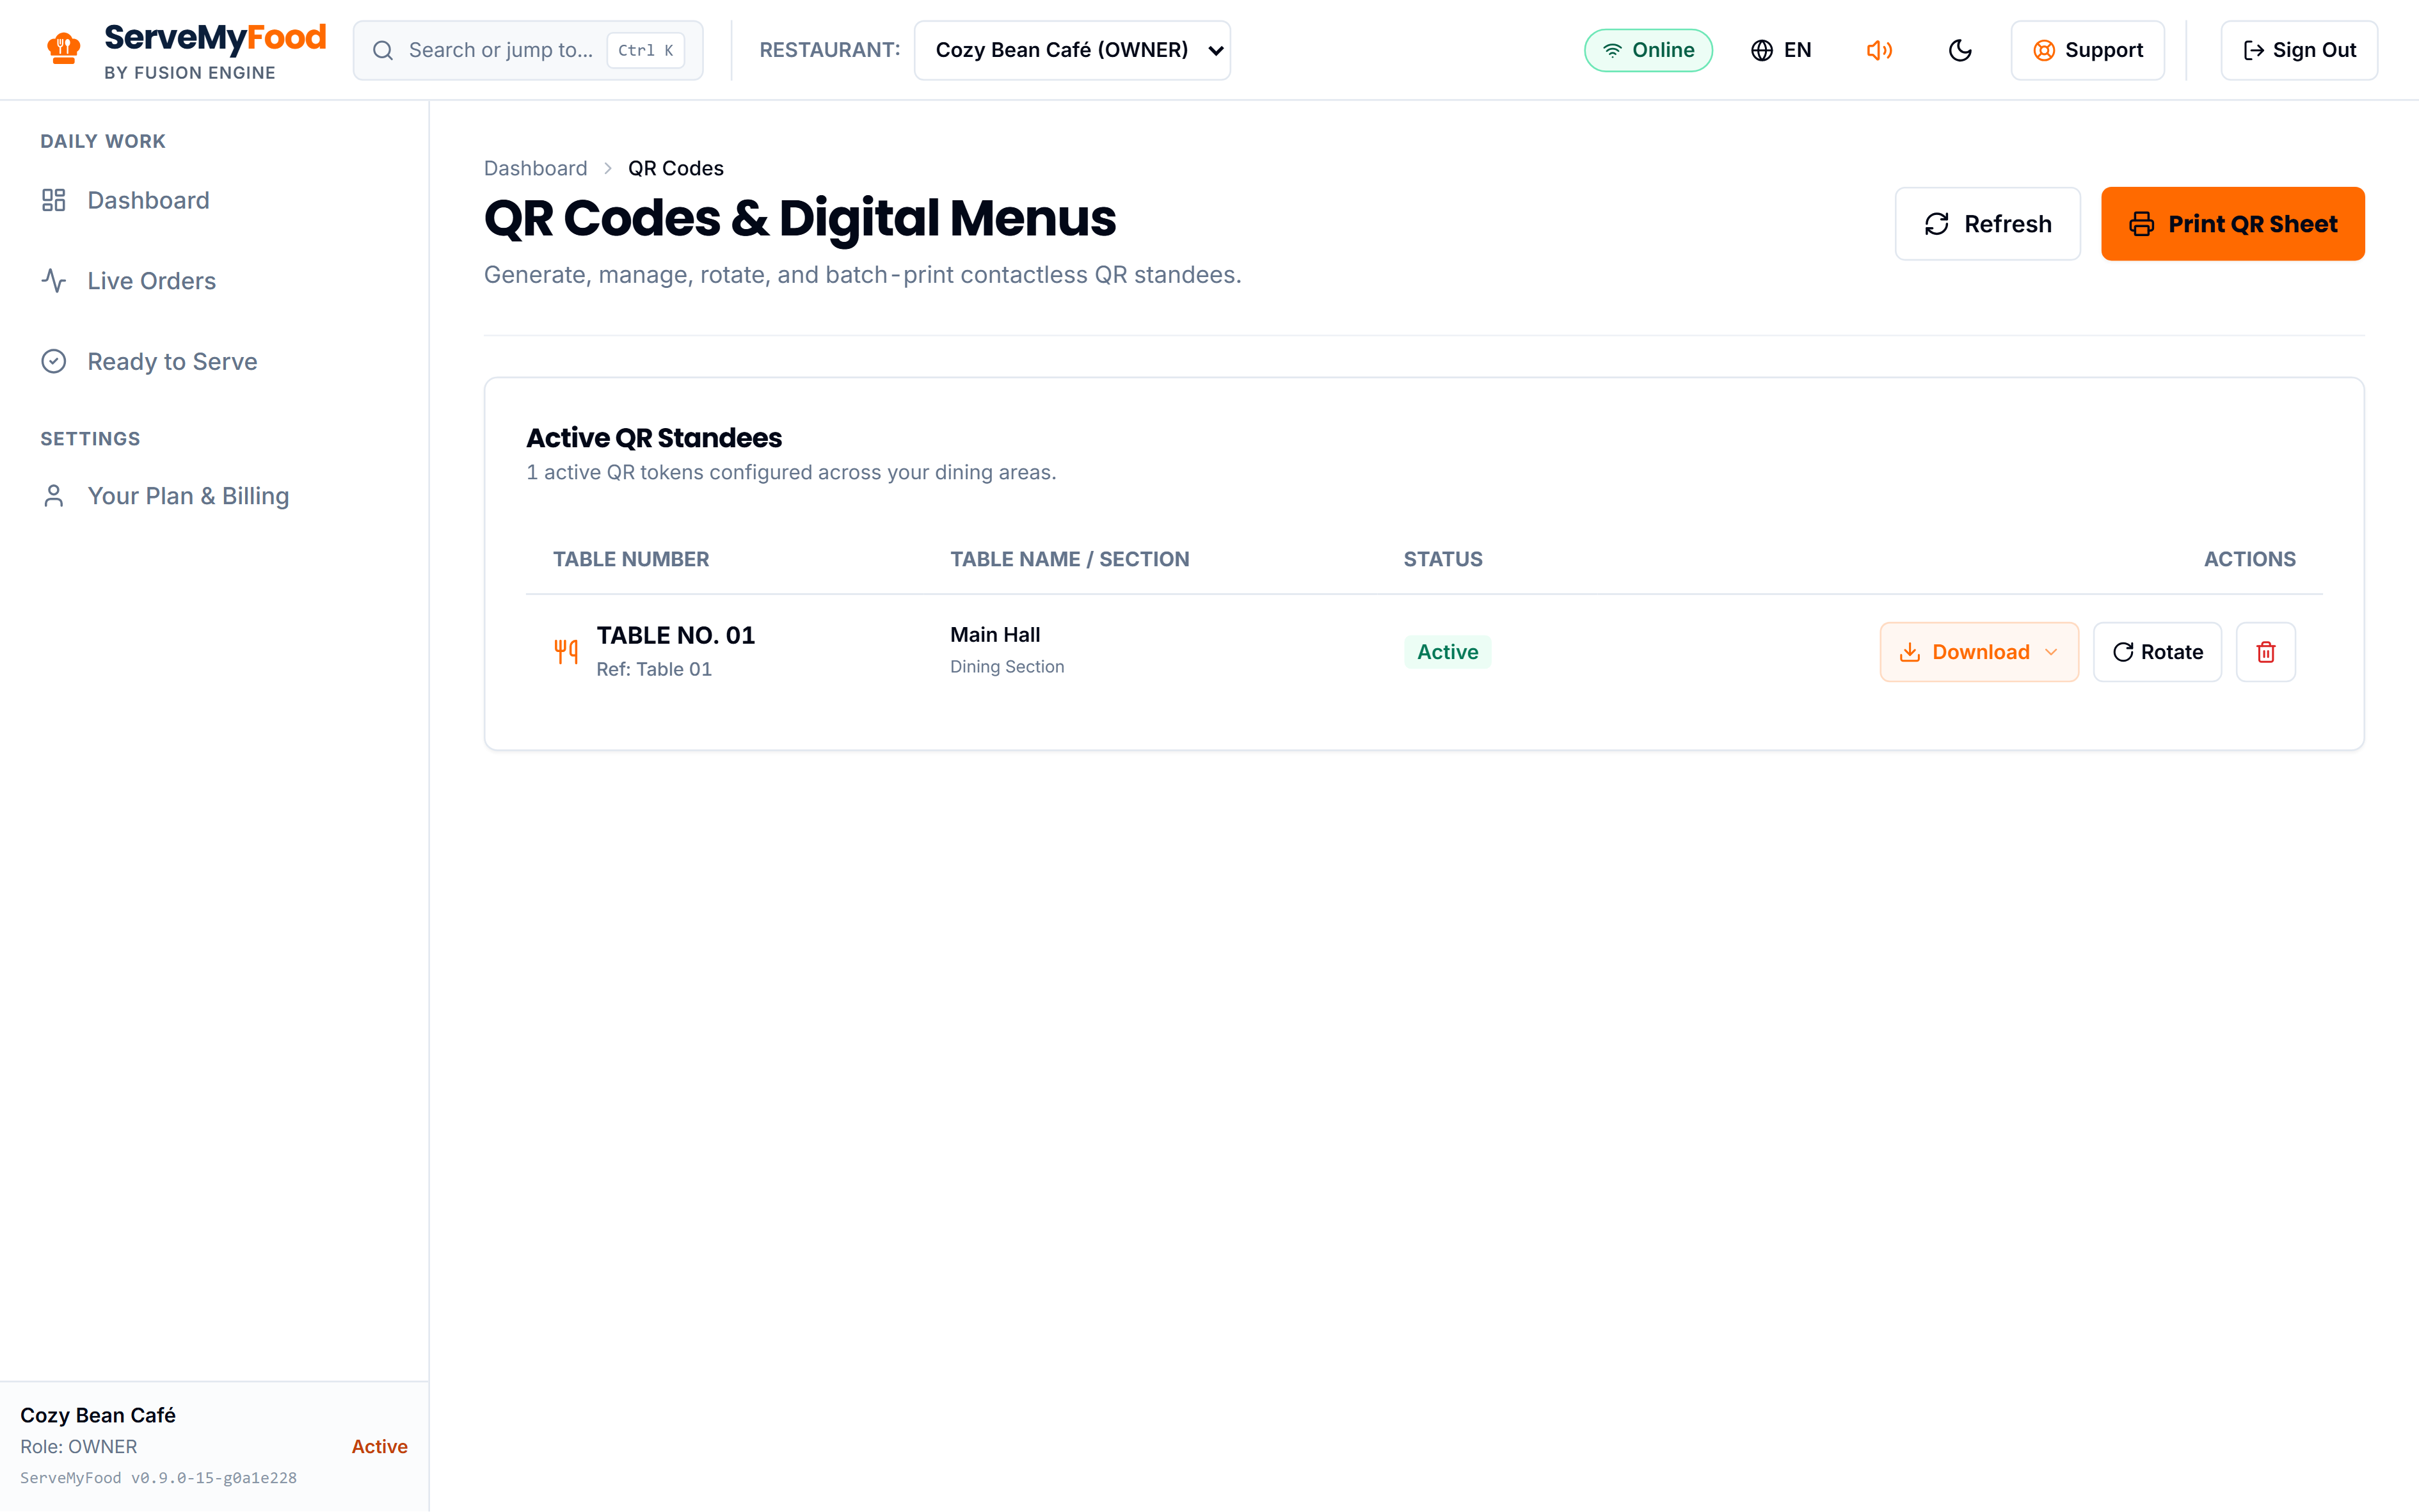 ServeMyFood
BY FUSION ENGINE
Search or jump to... Ctrl K
RESTAURANT: Cozy Bean Café (OWNER)
Online
EN
Support
Sign Out
DAILY WORK
Dashboard
Live Orders
Ready to Serve
SETTINGS
Your Plan & Billing
Dashboard > QR Codes
QR Codes & Digital Menus
Generate, manage, rotate, and batch-print contactless QR standees.
Refresh
Print QR Sheet
Active QR Standees
1 active QR tokens configured across your dining areas.
TABLE NUMBER TABLE NAME / SECTION STATUS ACTIONS
TABLE NO. 01
Ref: Table 01
Main Hall
Dining Section
Active
Download
Rotate
Cozy Bean Café
Role: OWNER Active
ServeMyFood v0.9.0-15-g0a1e228